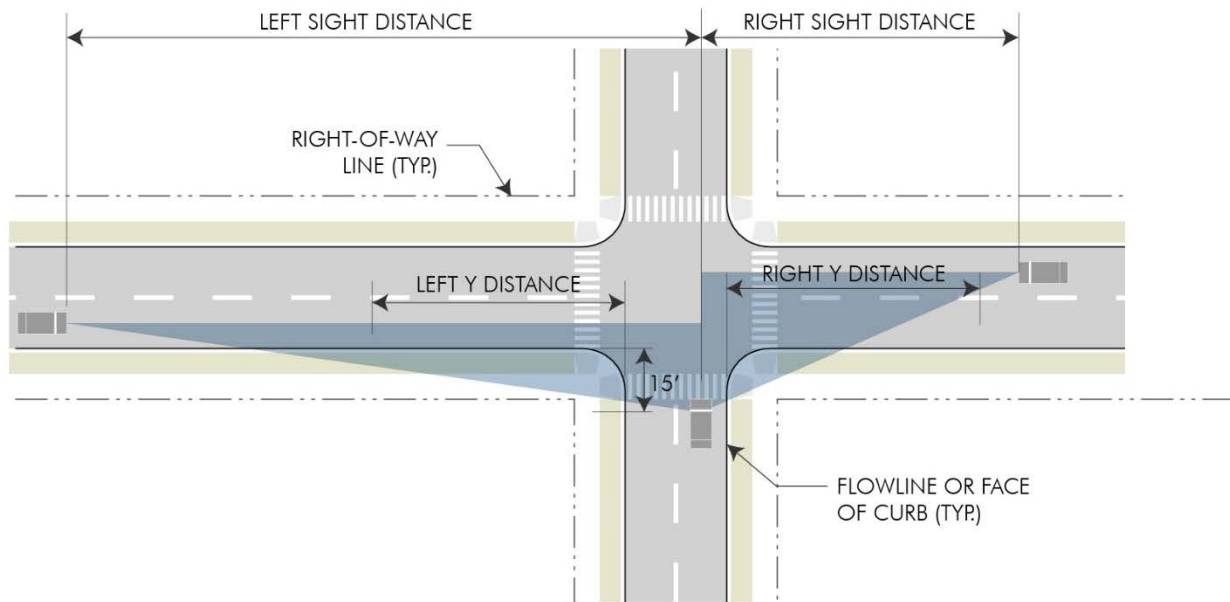 LEFT SIGHT DISTANCE
RIGHT SIGHT DISTANCE
RIGHT-OF-WAY
LINE (TYP.)
LEFT Y DISTANCE
RIGHT Y DISTANCE
15'
FLOWLINE OR FACE
OF CURB (TYP.)